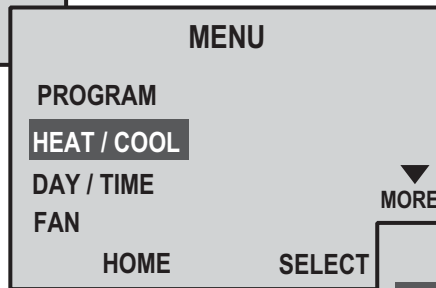 MENU
PROGRAM
HEAT / COOL
DAY / TIME
MORE
FAN
HOME SELECT